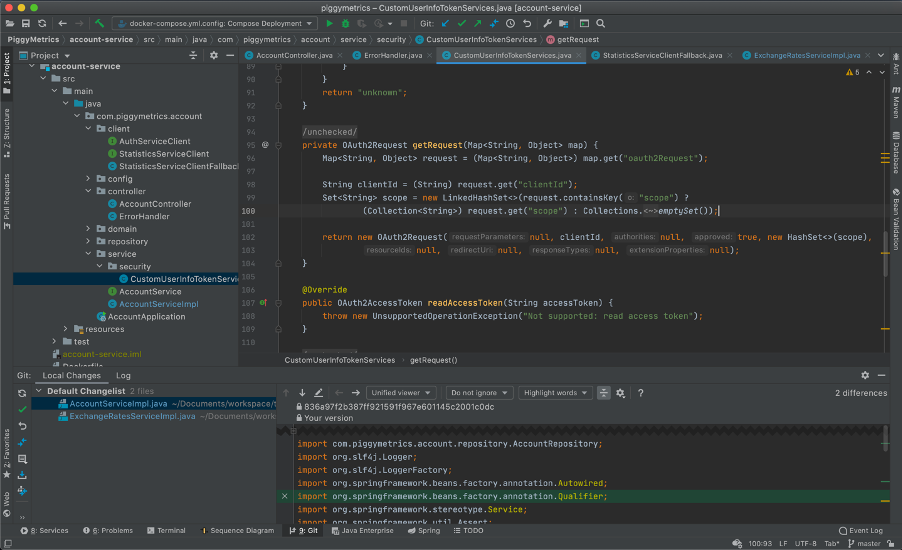 piggymetrics – CustomUserInfoTokenServices.java [account-service]
docker-compose.yml.config: Compose Deployment
Git:
PiggyMetrics account-service src main java com piggymetrics account service security CustomUserInfoTokenServices getRequest
Project
AccountController.java
ErrorHandler.java
CustomUserInfoTokenServices.java
StatisticsServiceClientFallback.java
ExchangeRatesServiceImpl.java
1: Project
Z: Structure
Pull Requests
2: Favorites
Web
Ant
Maven
Database
Bean Validation
account-service
src
main
java
com.piggymetrics.account
client
AuthServiceClient
StatisticsServiceClient
StatisticsServiceClientFallback
config
controller
AccountController
ErrorHandler
domain
repository
service
security
CustomUserInfoTokenServic
AccountService
AccountServiceImpl
AccountApplication
resources
test
account-service.iml
Dockerfile
5
89 }
90 }
91 return "unknown";
92 }
93
94 /unchecked/
95 @ private OAuth2Request getRequest(Map<String, Object> map) {
96 Map<String, Object> request = (Map<String, Object>) map.get("oauth2Request");
97
98 String clientId = (String) request.get("clientId");
99 Set<String> scope = new LinkedHashSet<>(request.containsKey( o: "scope") ?
100 (Collection<String>) request.get("scope") : Collections.<~>emptySet());
101
102 return new OAuth2Request( requestParameters: null, clientId, authorities: null, approved: true, new HashSet<>(scope),
103 resourceIds: null, redirectUri: null, responseTypes: null, extensionProperties: null);
104 }
105
106 @Override
107 public OAuth2AccessToken readAccessToken(String accessToken) {
108 throw new UnsupportedOperationException("Not supported: read access token");
109 }
110
CustomUserInfoTokenServices getRequest()
Git: Local Changes Log
Default Changelist 2 files
AccountServiceImpl.java ~/Documents/workspace/t
ExchangeRatesServiceImpl.java ~/Documents/works
Unified viewer
Do not ignore
Highlight words
?
2 differences
836a97f2b387ff921591f967e601145c2001c0dc
Your version
import com.piggymetrics.account.repository.AccountRepository;
import org.slf4j.Logger;
import org.slf4j.LoggerFactory;
import org.springframework.beans.factory.annotation.Autowired;
import org.springframework.beans.factory.annotation.Qualifier;
import org.springframework.stereotype.Service;
import org.springframework.util.Assert;
8: Services
6: Problems
Terminal
Sequence Diagram
9: Git
Java Enterprise
Spring
TODO
Event Log
100:93 LF UTF-8 Tab* master